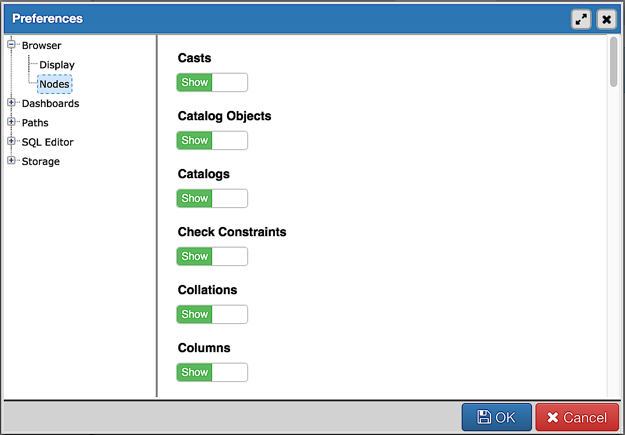 Preferences
Browser
Display
Nodes
Dashboards
Paths
SQL Editor
Storage
Casts
Show
Catalog Objects
Show
Catalogs
Show
Check Constraints
Show
Collations
Show
Columns
Show
OK
Cancel